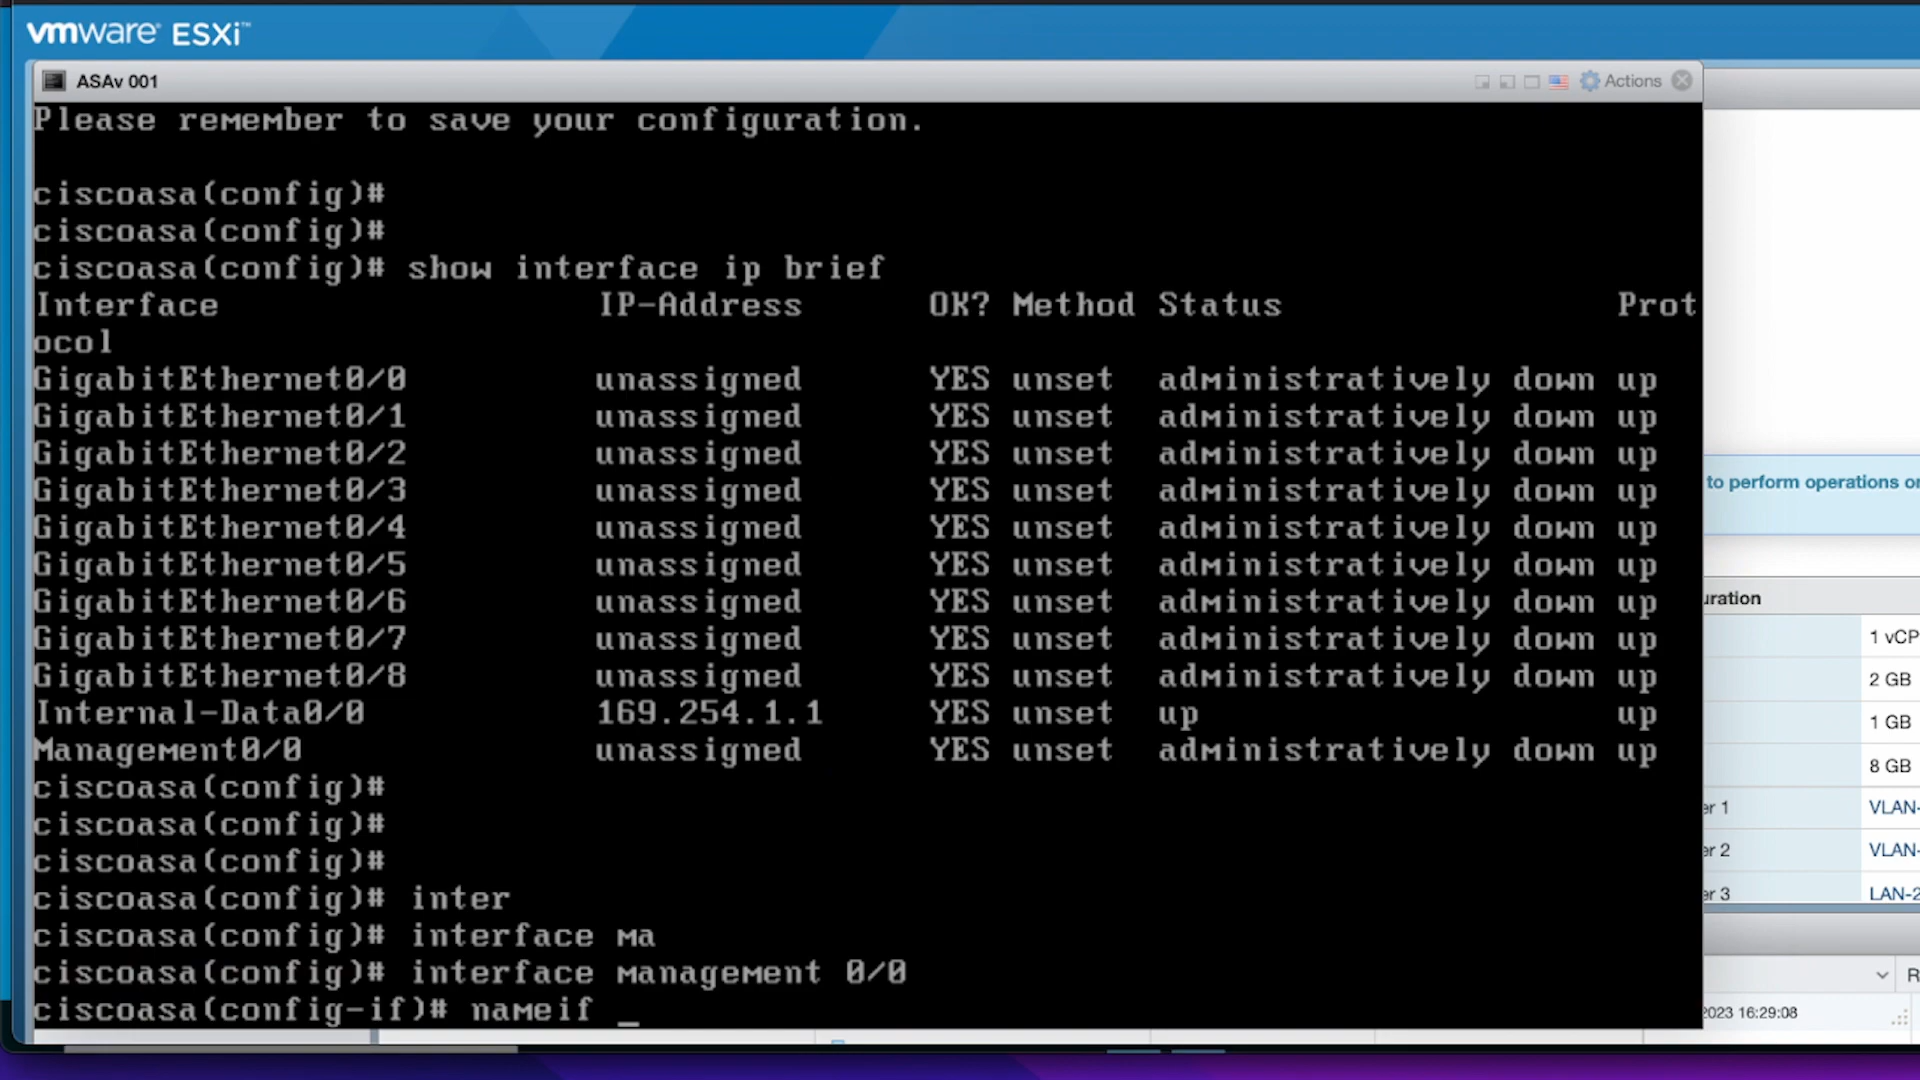 vmware ESXi™
ASAv 001
Actions
Please remember to save your configuration.
ciscoasa(config)#
ciscoasa(config)#
ciscoasa(config)# show interface ip brief
Interface IP-Address OK? Method Status Prot
ocol
GigabitEthernet0/0 unassigned YES unset administratively down up
GigabitEthernet0/1 unassigned YES unset administratively down up
GigabitEthernet0/2 unassigned YES unset administratively down up
GigabitEthernet0/3 unassigned YES unset administratively down up
GigabitEthernet0/4 unassigned YES unset administratively down up
GigabitEthernet0/5 unassigned YES unset administratively down up
GigabitEthernet0/6 unassigned YES unset administratively down up
GigabitEthernet0/7 unassigned YES unset administratively down up
GigabitEthernet0/8 unassigned YES unset administratively down up
Internal-Data0/0 169.254.1.1 YES unset up up
Management0/0 unassigned YES unset administratively down up
ciscoasa(config)#
ciscoasa(config)#
ciscoasa(config)#
ciscoasa(config)# inter
ciscoasa(config)# interface ma
ciscoasa(config)# interface management 0/0
ciscoasa(config-if)# nameif _
to perform operations on
uration
1 vCP
2 GB
1 GB
8 GB
er 1 VLAN-
er 2 VLAN-
er 3 LAN-2
R
2023 16:29:08